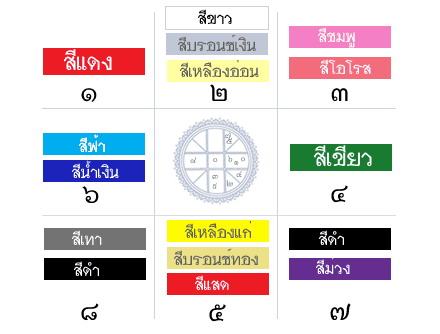 สีแดง
๑
สีขาว
สีบรอนซ์เงิน
สีเหลืองอ่อน
๒
สีชมพู
สีโอโรส
๓
สีฟ้า
สีน้ำเงิน
๖
สีเขียว
๔
สีเทา
สีดำ
๘
สีเหลืองแก่
สีบรอนซ์ทอง
สีแสด
๕
สีดำ
สีม่วง
๗